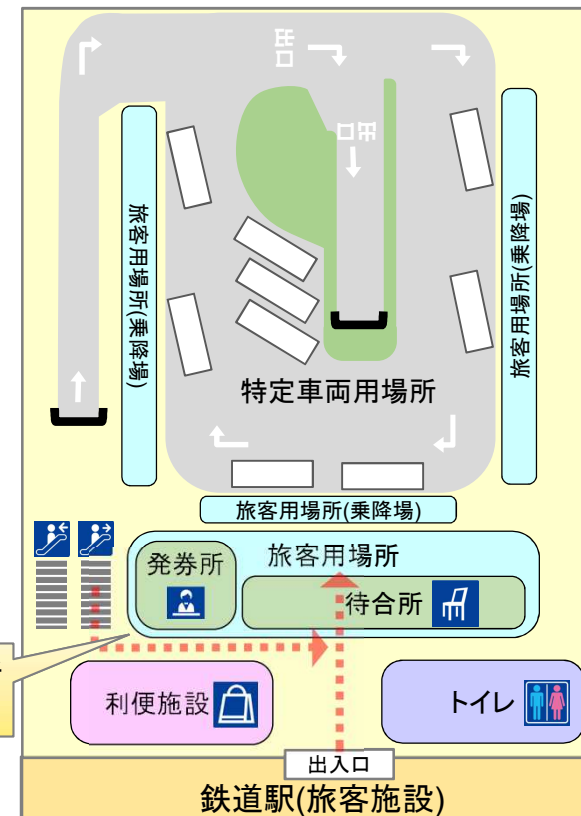 出口
出口
旅客用場所(乗降場)
旅客用場所(乗降場)
特定車両用場所
旅客用場所(乗降場)
発券所
旅客用場所
待合所
利便施設
トイレ
出入口
鉄道駅(旅客施設)